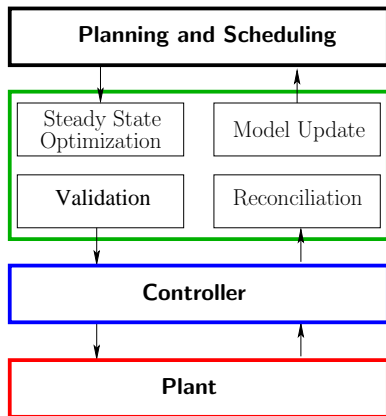 Planning and Scheduling
Steady State
Optimization
Model Update
Validation
Reconciliation
Controller
Plant